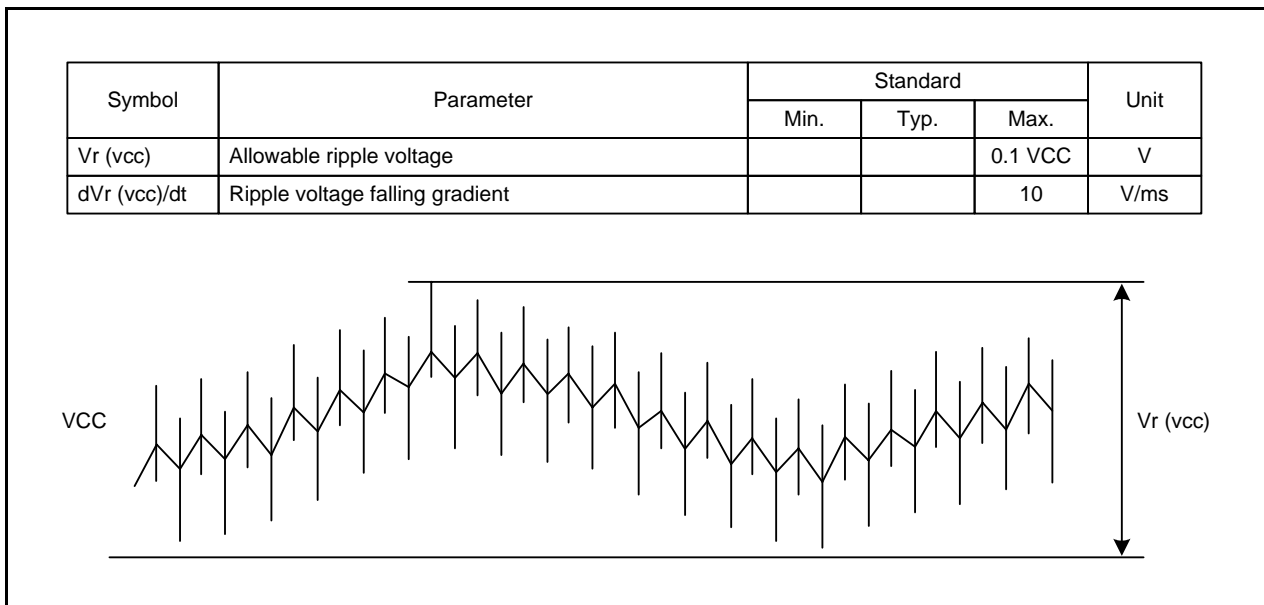 Symbol Parameter Standard Unit
Min. Typ. Max.
Vr (vcc) Allowable ripple voltage 0.1 VCC V
dVr (vcc)/dt Ripple voltage falling gradient 10 V/ms
VCC
Vr (vcc)